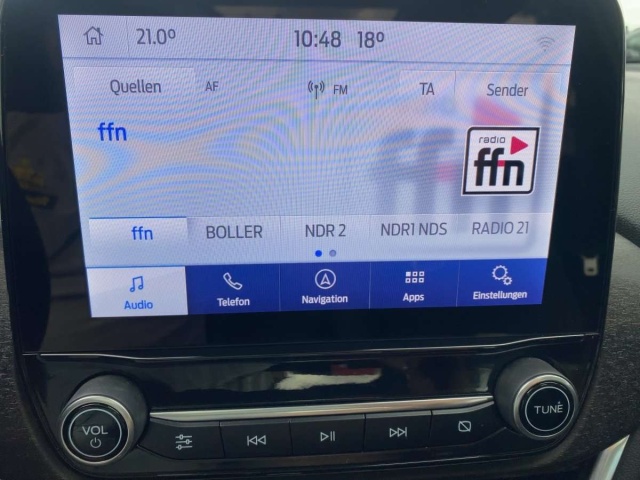 21.0° 10:48 18°
Quellen AF FM TA Sender
ffn
radio
ffn
ffn BOLLER NDR 2 NDR1 NDS RADIO 21
Audio Telefon Navigation Apps Einstellungen
VOL TUNE